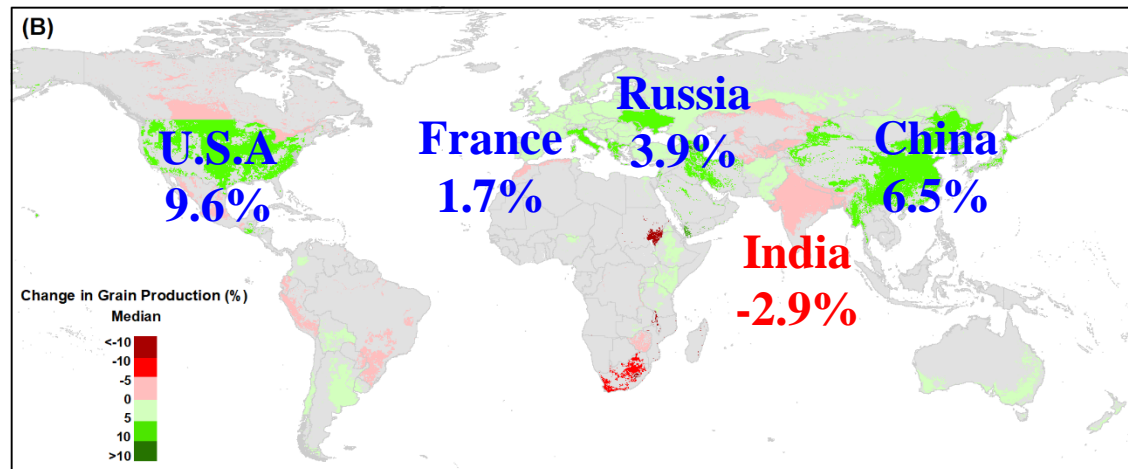 (B)
Russia
3.9%
France
1.7%
U.S.A
9.6%
China
6.5%
India
-2.9%
Change in Grain Production (%)
Median
<-10
-10
-5
0
5
10
>10